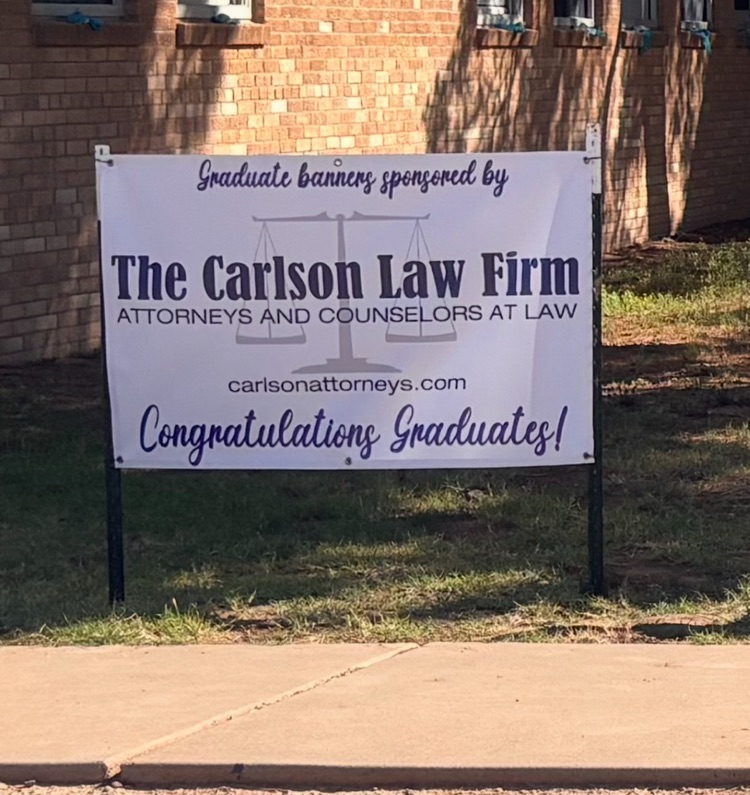 Graduate banners sponsored by
The Carlson Law Firm
ATTORNEYS AND COUNSELORS AT LAW
carlsonattorneys.com
Congratulations Graduates!